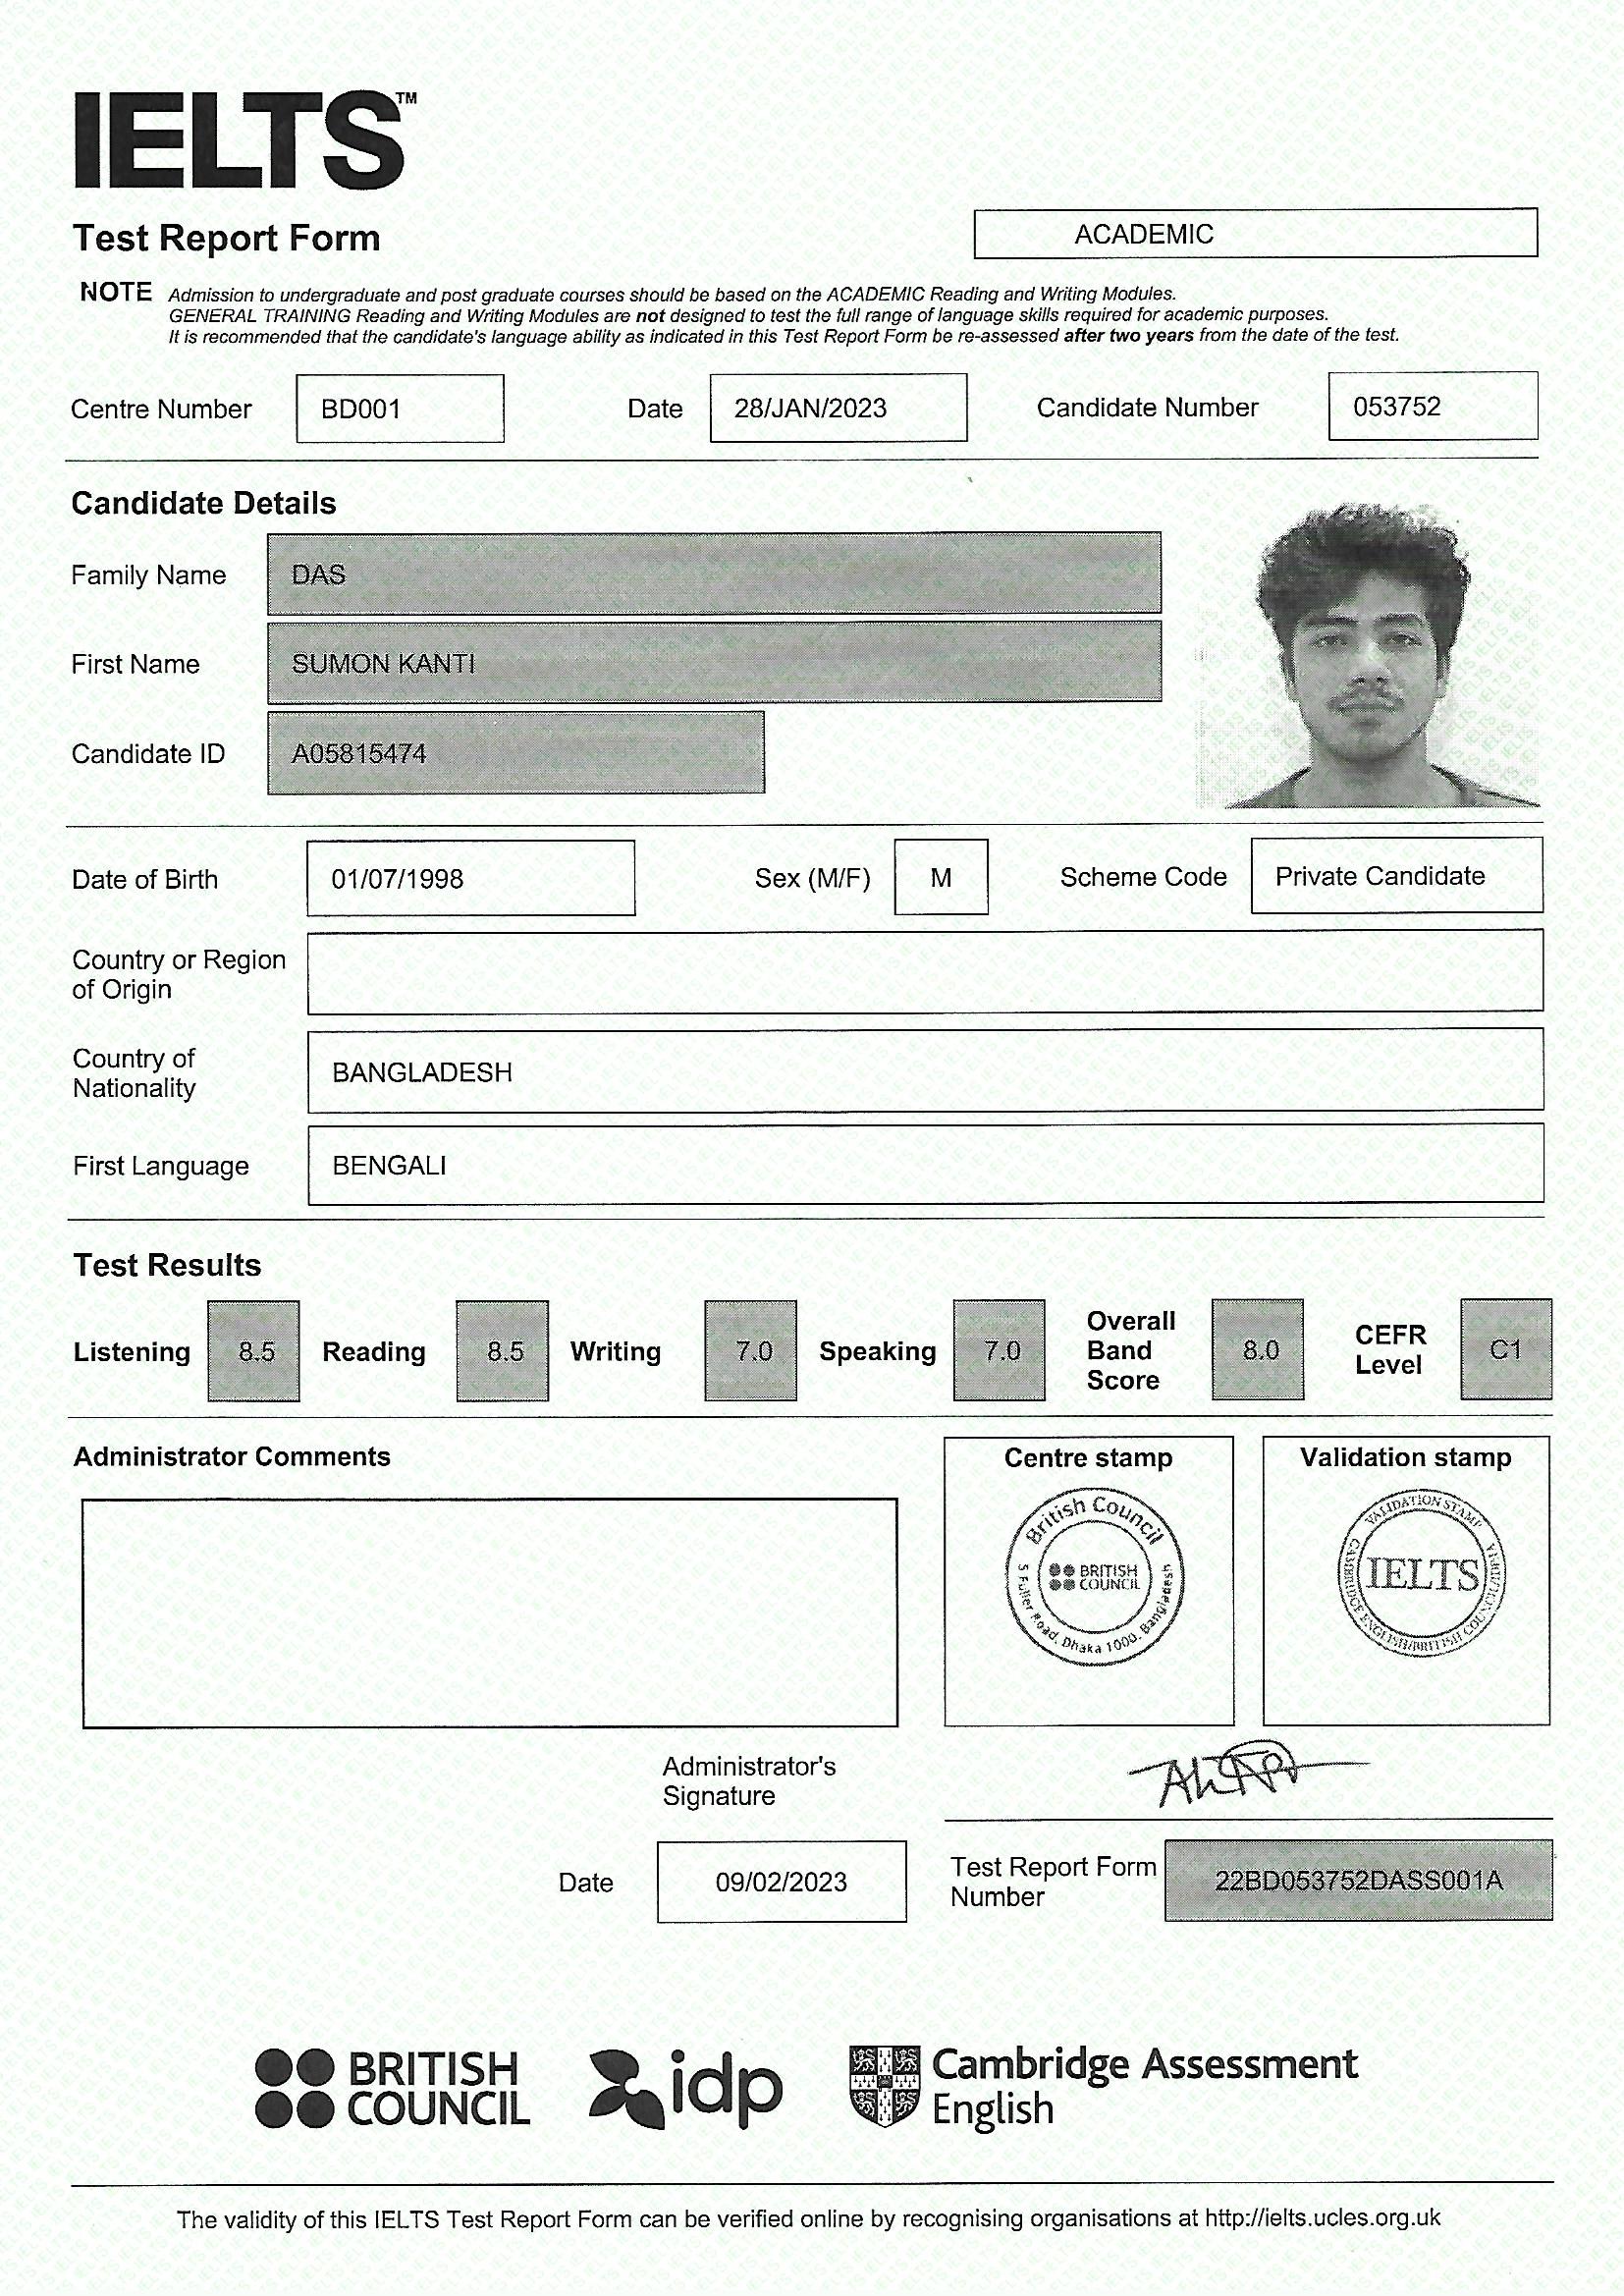 IELTS™
Test Report Form
ACADEMIC
NOTE Admission to undergraduate and post graduate courses should be based on the ACADEMIC Reading and Writing Modules.
GENERAL TRAINING Reading and Writing Modules are not designed to test the full range of language skills required for academic purposes.
It is recommended that the candidate's language ability as indicated in this Test Report Form be re-assessed after two years from the date of the test.
Centre Number BD001 Date 28/JAN/2023 Candidate Number 053752
Candidate Details
Family Name DAS
First Name SUMON KANTI
Candidate ID A05815474
Date of Birth 01/07/1998 Sex (M/F) M Scheme Code Private Candidate
Country or Region
of Origin
Country of
Nationality
BANGLADESH
First Language BENGALI
Test Results
Listening 8.5 Reading 8.5 Writing 7.0 Speaking 7.0 Overall Band Score 8.0 CEFR Level C1
Administrator Comments
Centre stamp
British Council
BRITISH
COUNCIL
5 Fuller Road, Dhaka 1000, Bangladesh
Validation stamp
VALIDATION STAMP
IELTS
CAMBRIDGE ENGLISH/BRITISH COUNCIL/IDP:IEA
Administrator's
Signature
Date 09/02/2023
Test Report Form
Number
22BD053752DASS001A
BRITISH
COUNCIL
idp
Cambridge Assessment
English
The validity of this IELTS Test Report Form can be verified online by recognising organisations at http://ielts.ucles.org.uk